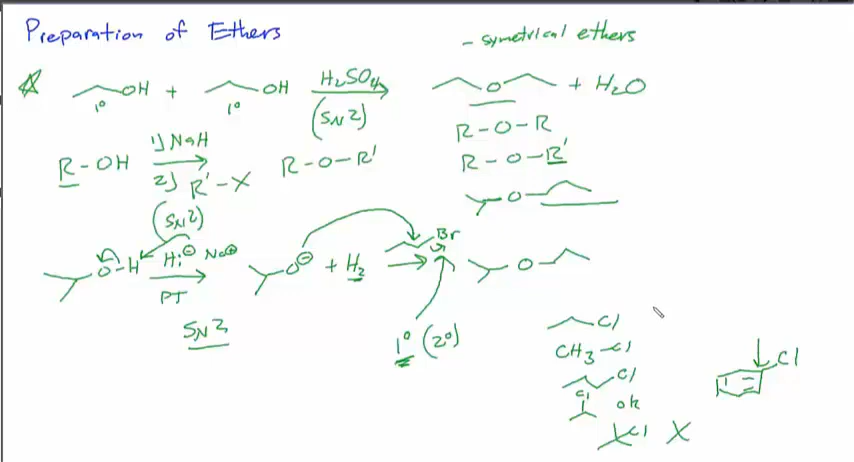 Preparation of Ethers
- symetrical ethers
OH + OH H2SO4 O + H2O
1° 1° (SN2)
R-O-R
R-OH 1) NaH R-O-R'
2) R'-X R-O-R'
(SN2) O
O-H H:⊖ Na⊕ O⊖ + H2 Br O
PT
SN2
1° (2°)
Cl
CH3-Cl
Cl
Cl ok
Cl X
Cl